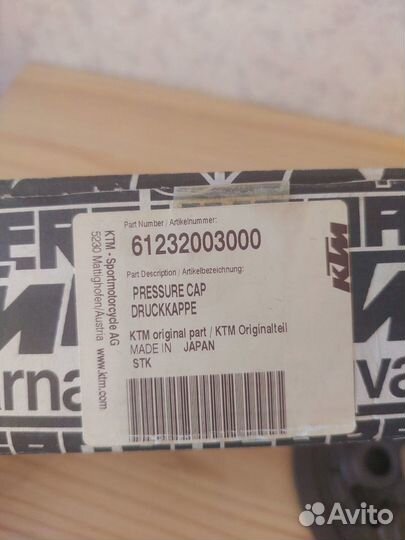 Part Number / Artikelnummer:
61232003000
Part Description / Artikelbezeichnung:
PRESSURE CAP
DRUCKKAPPE
KTM original part / KTM Originalteil
MADE IN JAPAN
STK
KTM - Sportmotorcycle AG
5230 Mattighofen/Austria
www.ktm.com
KTM
Avito